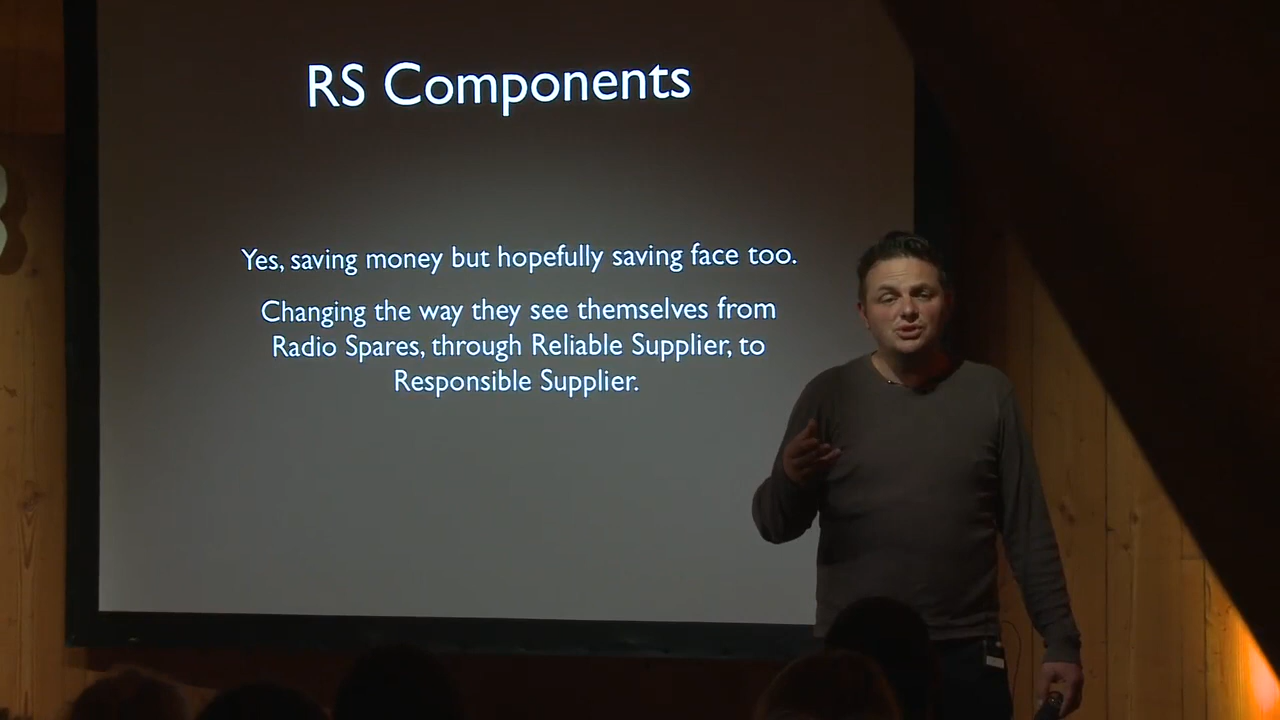 RS Components
Yes, saving money but hopefully saving face too.
Changing the way they see themselves from
Radio Spares, through Reliable Supplier, to
Responsible Supplier.